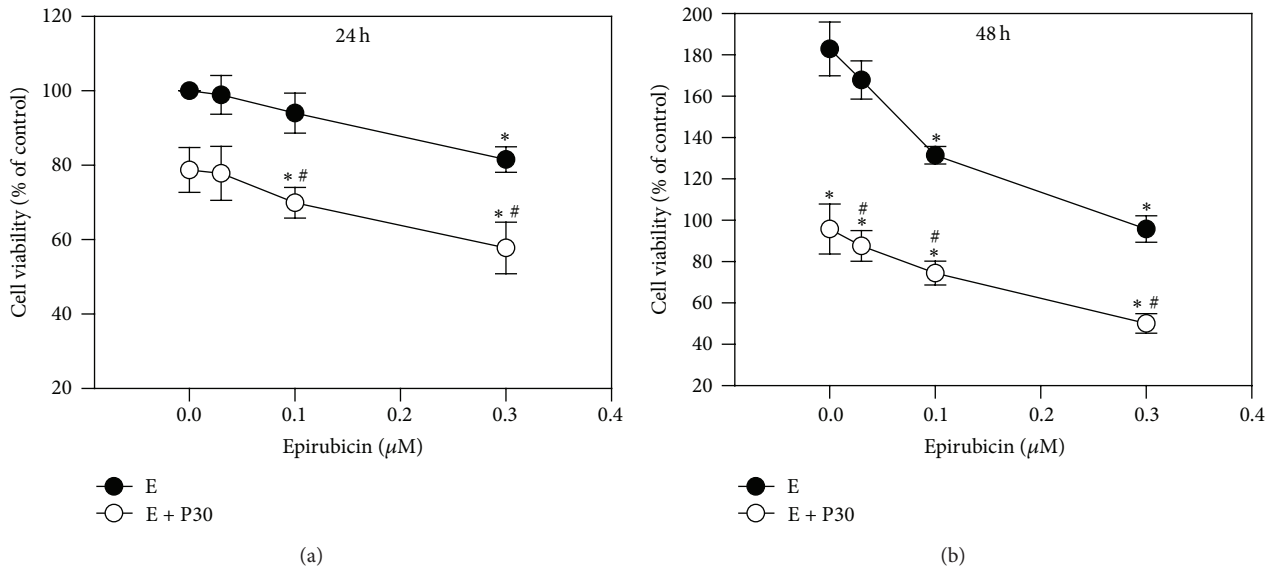 120
100
80
60
40
20
Cell viability (% of control)
24 h
*
* #
* #
0.0 0.1 0.2 0.3 0.4
Epirubicin (μM)
E
E + P30
(a)
200
180
160
140
120
100
80
60
40
20
Cell viability (% of control)
48 h
*
*
*
#
*
#
*
* #
0.0 0.1 0.2 0.3 0.4
Epirubicin (μM)
E
E + P30
(b)